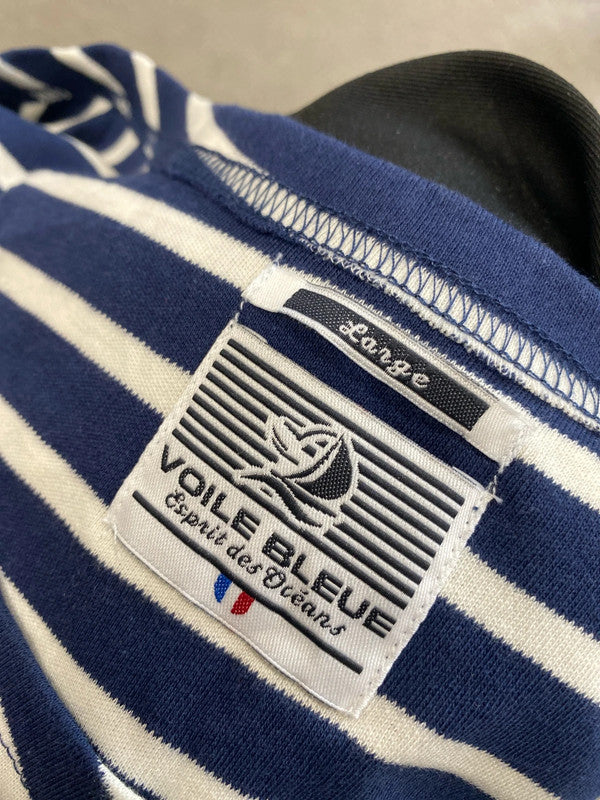 Large
VOILE BLEUE
Esprit des Océans